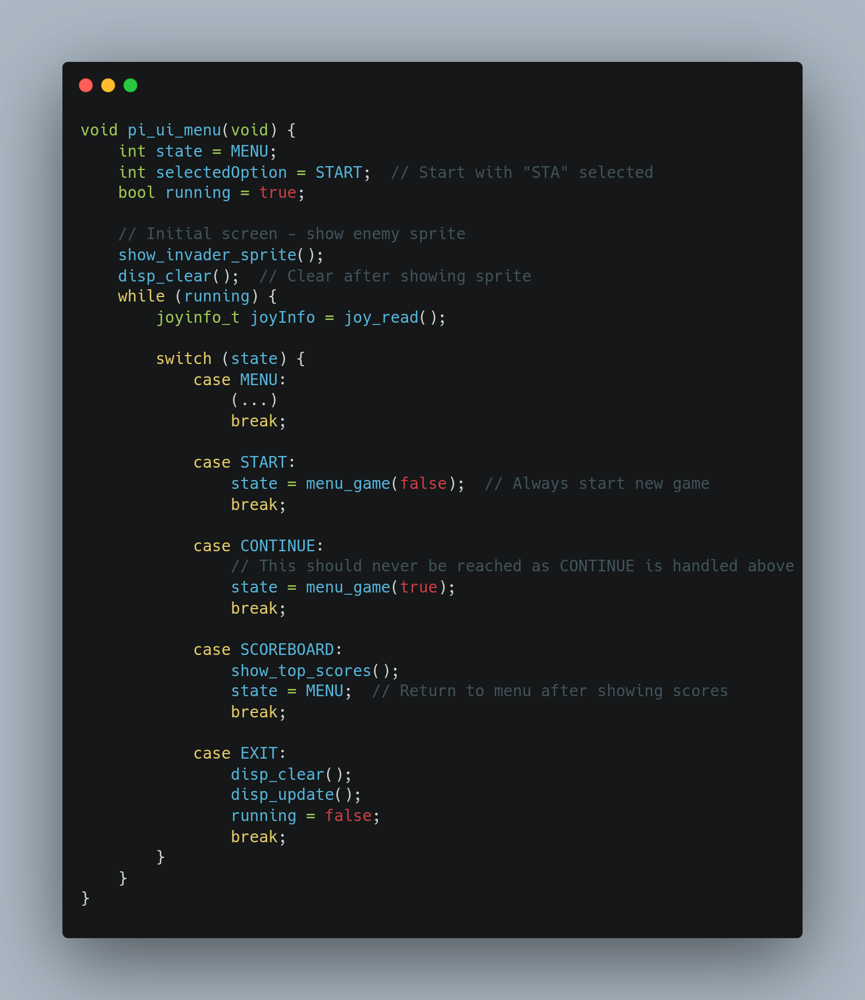 void pi_ui_menu(void) {
    int state = MENU;
    int selectedOption = START;  // Start with "STA" selected
    bool running = true;

    // Initial screen - show enemy sprite
    show_invader_sprite();
    disp_clear();  // Clear after showing sprite
    while (running) {
        joyinfo_t joyInfo = joy_read();

        switch (state) {
            case MENU:
                (...)
                break;

            case START:
                state = menu_game(false);  // Always start new game
                break;

            case CONTINUE:
                // This should never be reached as CONTINUE is handled above
                state = menu_game(true);
                break;

            case SCOREBOARD:
                show_top_scores();
                state = MENU;  // Return to menu after showing scores
                break;

            case EXIT:
                disp_clear();
                disp_update();
                running = false;
                break;
        }
    }
}